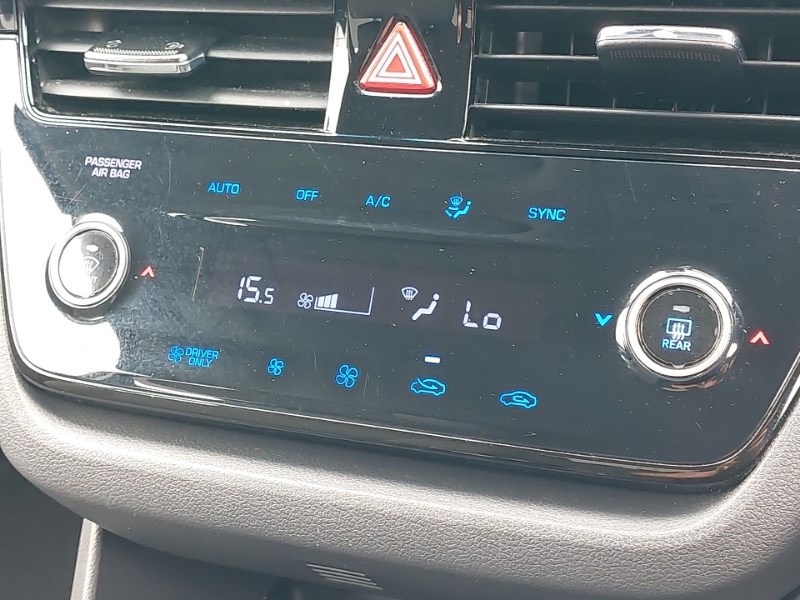 PASSENGER
AIR BAG
AUTO
OFF
A/C
SYNC
15.5
Lo
DRIVER
ONLY
REAR